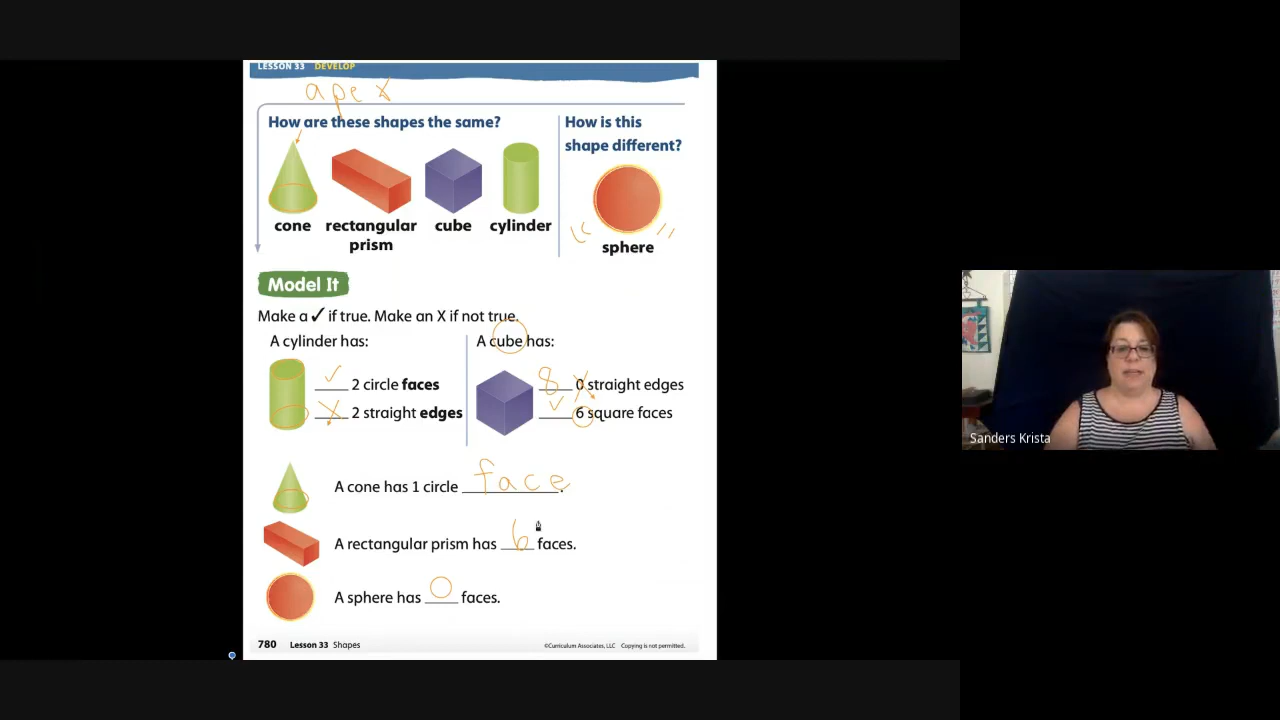 LESSON 33 DEVELOP
apex
How are these shapes the same?
cone
rectangular prism
cube
cylinder
How is this
shape different?
sphere
Model It
Make a ✓ if true. Make an X if not true.
A cylinder has:
✓ 2 circle faces
X 2 straight edges
A cube has:
8 0 straight edges
✓ 6 square faces
A cone has 1 circle face.
A rectangular prism has 6 faces.
A sphere has 0 faces.
780 Lesson 33 Shapes
©Curriculum Associates, LLC Copying is not permitted.
Sanders Krista